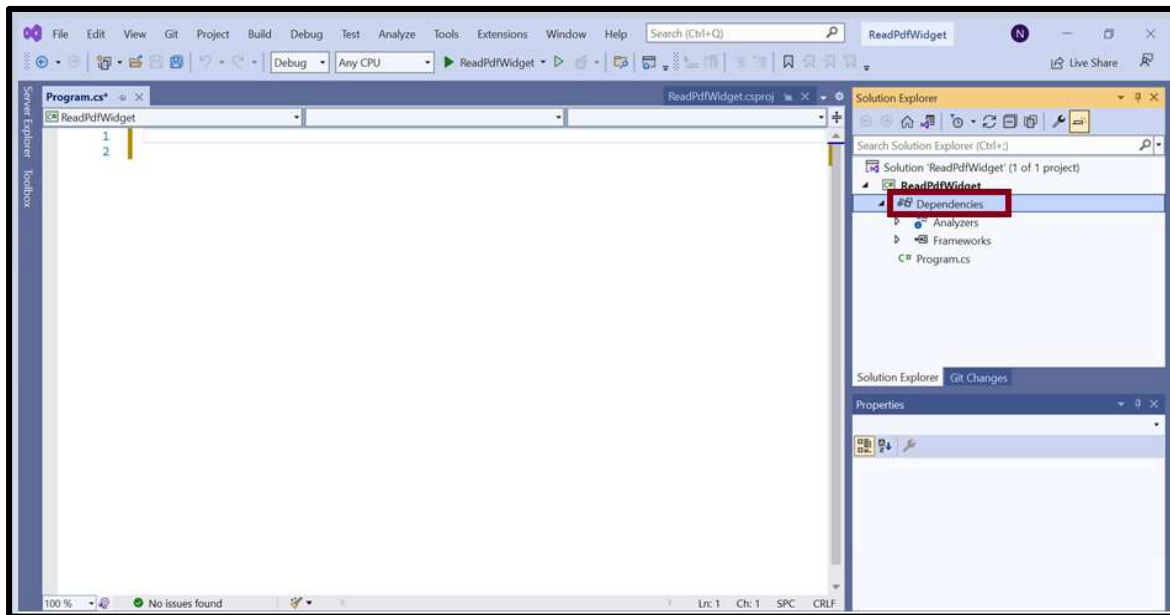 File Edit View Git Project Build Debug Test Analyze Tools Extensions Window Help Search (Ctrl+Q) ReadPdfWidget N
Debug Any CPU ReadPdfWidget Live Share
Server Explorer
Toolbox
Program.cs* ReadPdfWidget.csproj
ReadPdfWidget
1
2
100 % No issues found Ln: 1 Ch: 1 SPC CRLF
Solution Explorer
Search Solution Explorer (Ctrl+;)
Solution 'ReadPdfWidget' (1 of 1 project)
ReadPdfWidget
Dependencies
Analyzers
Frameworks
C# Program.cs
Solution Explorer Git Changes
Properties